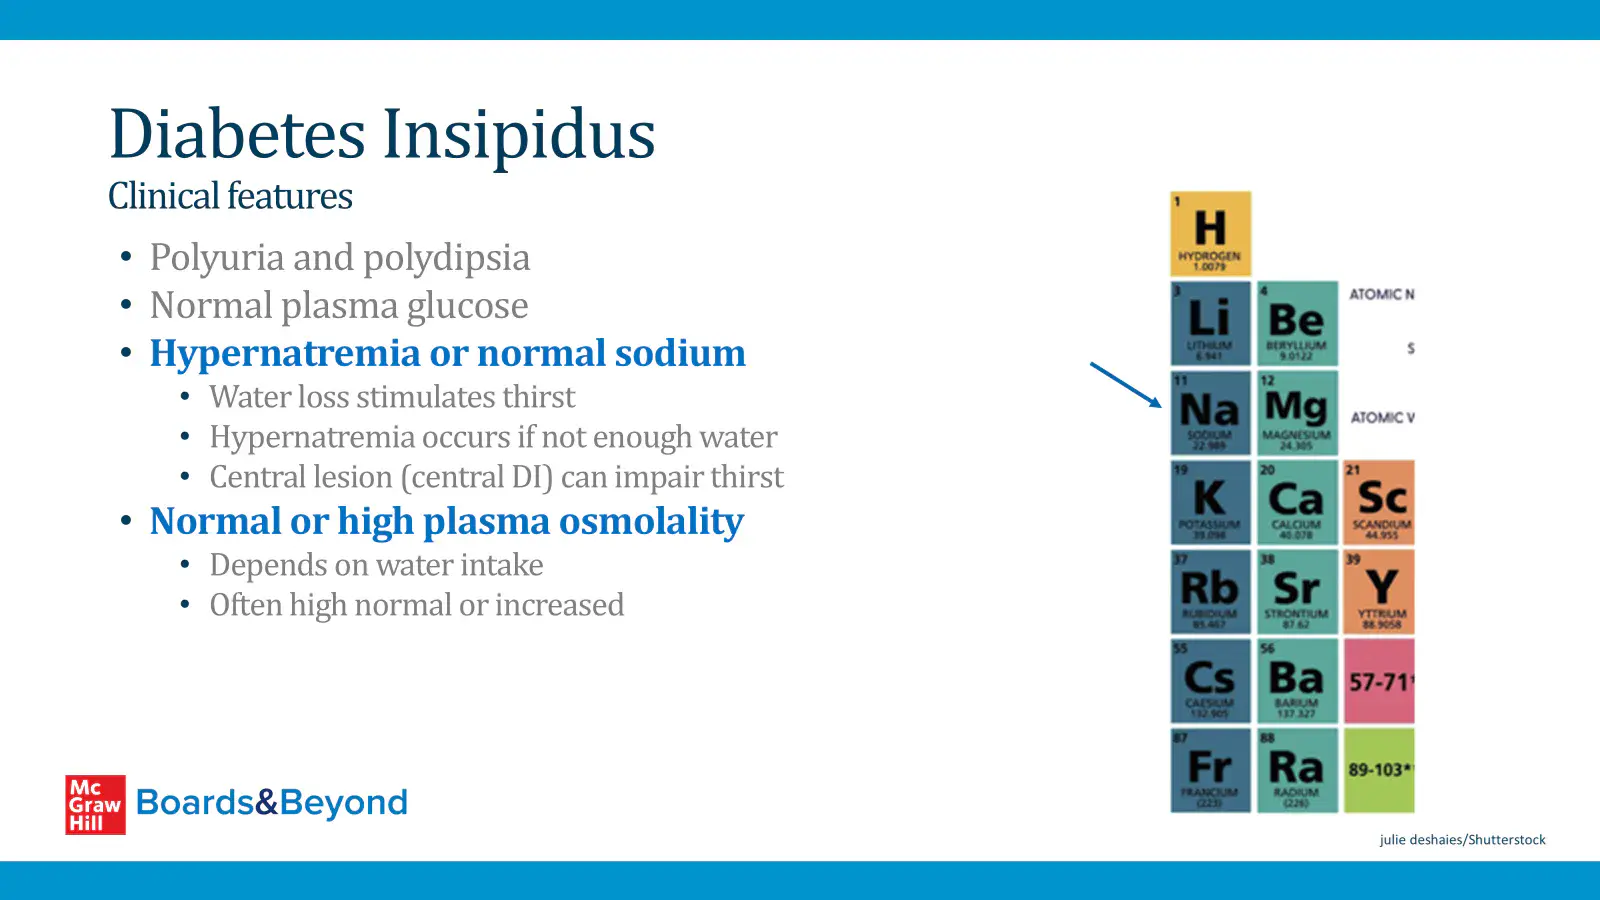 Diabetes Insipidus
Clinical features
• Polyuria and polydipsia
• Normal plasma glucose
• Hypernatremia or normal sodium
• Water loss stimulates thirst
• Hypernatremia occurs if not enough water
• Central lesion (central DI) can impair thirst
• Normal or high plasma osmolality
• Depends on water intake
• Often high normal or increased
1
H
HYDROGEN
1.0079
3
Li
LITHIUM
6.941
4
Be
BERYLLIUM
9.0122
ATOMIC N
S
11
Na
SODIUM
22.989
12
Mg
MAGNESIUM
24.305
ATOMIC V
19
K
POTASSIUM
39.098
20
Ca
CALCIUM
40.078
21
Sc
SCANDIUM
44.955
37
Rb
RUBIDIUM
85.467
38
Sr
STRONTIUM
87.62
39
Y
YTTRIUM
88.9058
55
Cs
CAESIUM
132.905
56
Ba
BARIUM
137.327
57-71*
87
Fr
FRANCIUM
(223)
88
Ra
RADIUM
(226)
89-103*
Mc
Graw
Hill
Boards&Beyond
julie deshaies/Shutterstock